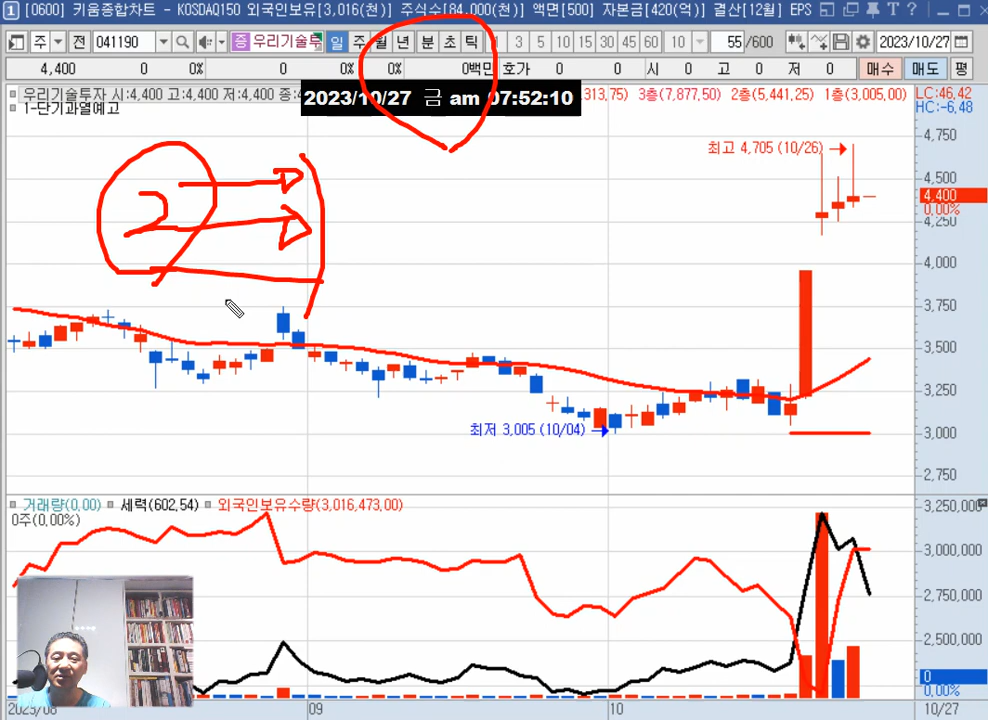 1 [0600] 키움종합차트 - KOSDAQ150 외국인보유[3,016(천)] 주식수[84,000(천)] 액면[500] 자본금[420(억)] 결산[12월] EPS
주 전 041190 증 우리기술투 일 주 월 년 분 초 틱 1 3 5 10 15 30 45 60 10 55 /600 2023/10/27
4,400 0 0% 0 0% 0% 0백만 호가 0 0 시 0 고 0 저 0 매수 매도 평
우리기술투자 시:4,400 고:4,400 저:4,400 종:4 313,75) 3층(7,877,50) 2층(5,441,25) 1층(3,005,00) LC:46,42
1-단기과열예고 HC:-6,48
2023/10/27 금 am 07:52:10
4,750
최고 4,705 (10/26)
4,500
4,400
0,00%
4,250
2
4,000
3,750
3,500
3,250
최저 3,005 (10/04)
3,000
2,750
거래량(0,00) 세력(602,54) 외국인보유수량(3,016,473,00)
0주(0,00%)
3,250,000
3,000,000
2,750,000
2,500,000
0
0,00%
2023/08 09 10 10/27